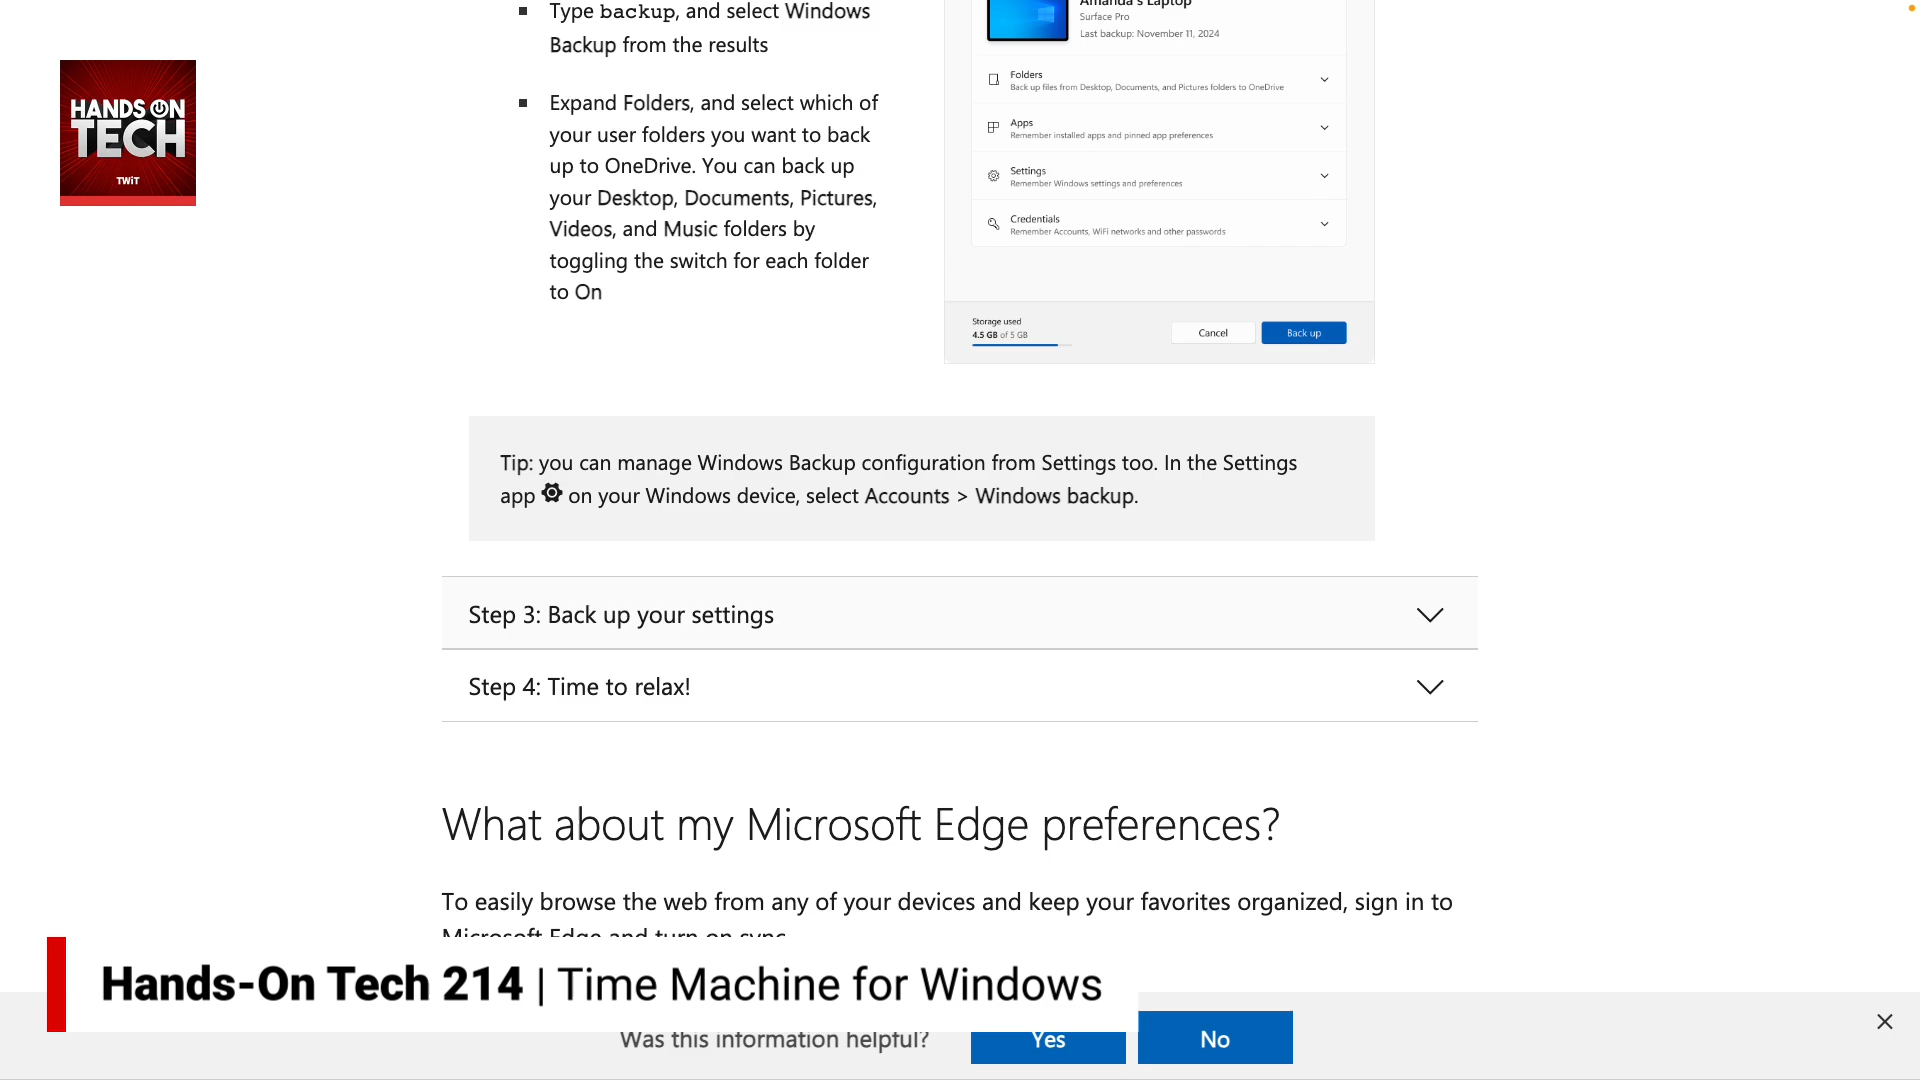 Type backup, and select Windows
Backup from the results
Expand Folders, and select which of
your user folders you want to back
up to OneDrive. You can back up
your Desktop, Documents, Pictures,
Videos, and Music folders by
toggling the switch for each folder
to On
Amanda's Laptop
Surface Pro
Last backup: November 11, 2024
Folders
Back up files from Desktop, Documents, and Pictures folders to OneDrive
Apps
Remember installed apps and pinned app preferences
Settings
Remember Windows settings and preferences
Credentials
Remember Accounts, WiFi networks and other passwords
Storage used
4.5 GB of 5 GB
Cancel
Back up
HANDS ON
TECH
TWiT
Tip: you can manage Windows Backup configuration from Settings too. In the Settings
app on your Windows device, select Accounts > Windows backup.
Step 3: Back up your settings
Step 4: Time to relax!
What about my Microsoft Edge preferences?
To easily browse the web from any of your devices and keep your favorites organized, sign in to
Microsoft Edge and turn on sync.
Hands-On Tech 214 | Time Machine for Windows
Was this information helpful?
Yes
No